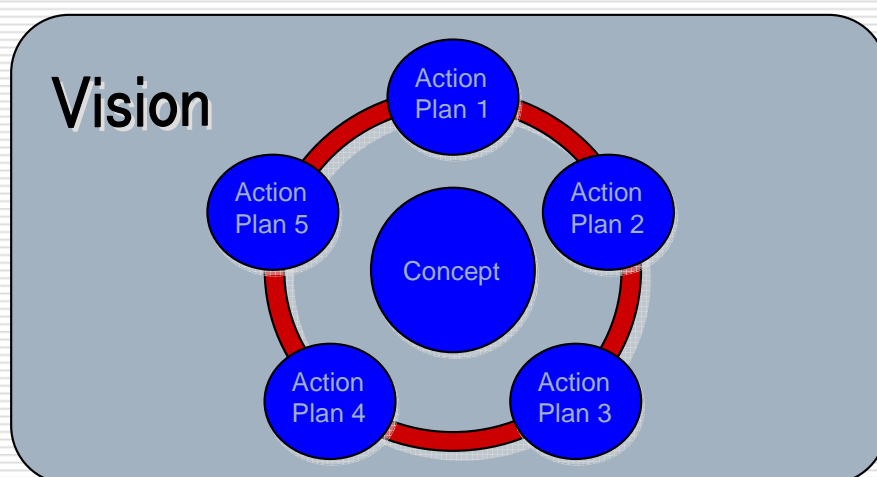 Vision
Action
Plan 1
Action
Plan 5
Action
Plan 2
Concept
Action
Plan 4
Action
Plan 3